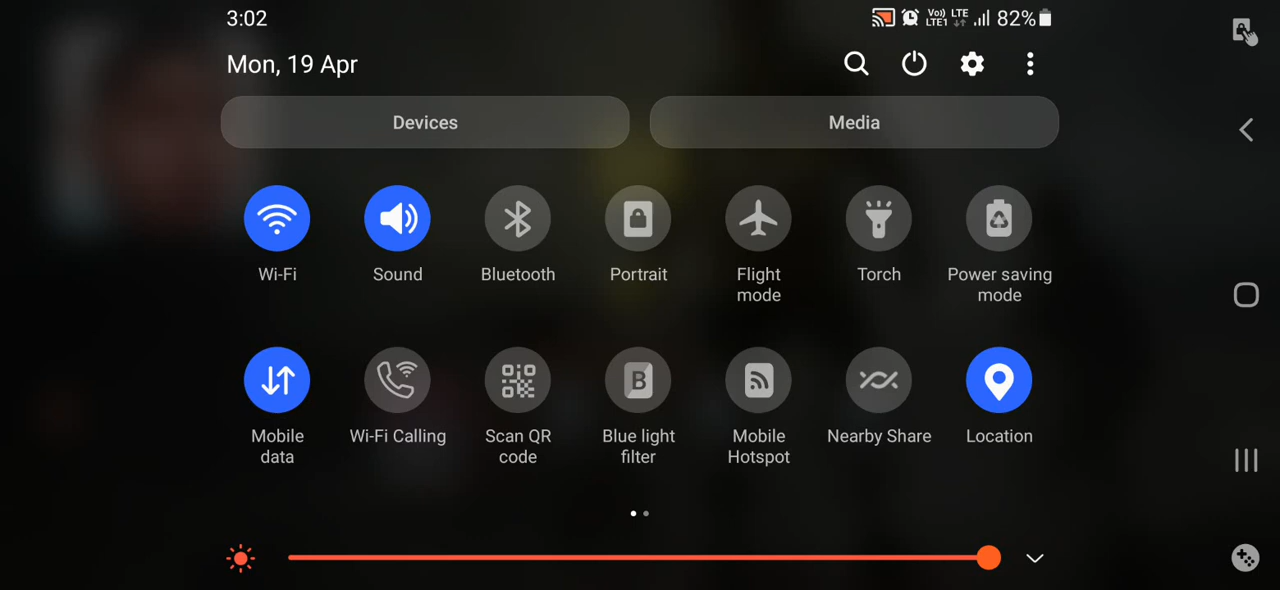 3:02
Vo)) LTE
LTE1
82%
Mon, 19 Apr
Devices
Media
Wi-Fi
Sound
Bluetooth
Portrait
Flight
mode
Torch
Power saving
mode
Mobile
data
Wi-Fi Calling
Scan QR
code
B
Blue light
filter
Mobile
Hotspot
Nearby Share
Location